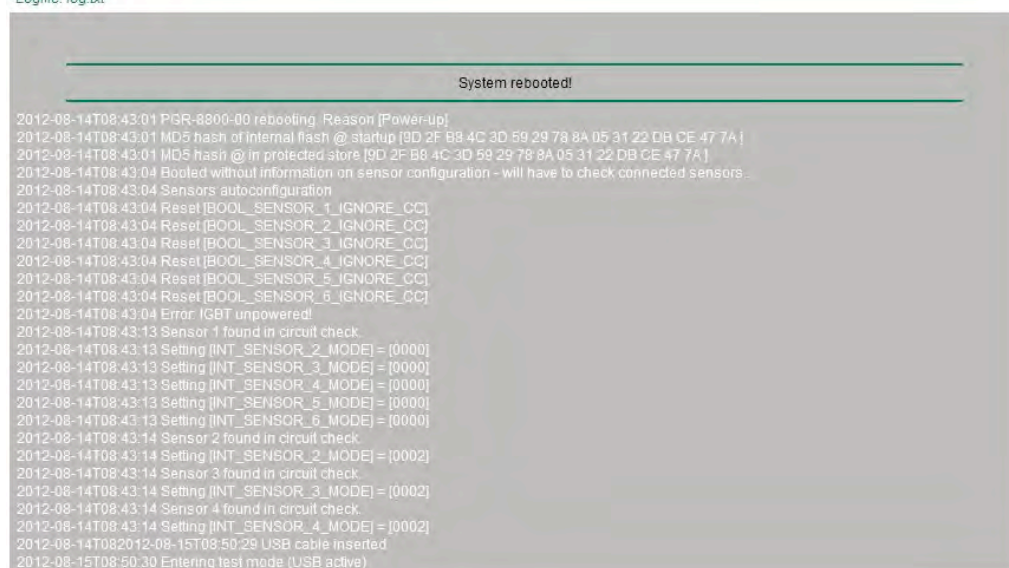 Logfile: log.txt
System rebooted!
2012-08-14T08:43:01 PGR-8800-00 rebooting. Reason [Power-up]
2012-08-14T08:43:01 MD5 hash of internal flash @ startup [9D 2F B8 4C 3D 59 29 78 8A 05 31 22 DB CE 47 7A ]
2012-08-14T08:43:01 MD5 hash @ in protected store [9D 2F B8 4C 3D 59 29 78 8A 05 31 22 DB CE 47 7A ]
2012-08-14T08:43:04 Booted without information on sensor configuration - will have to check connected sensors...
2012-08-14T08:43:04 Sensors autoconfiguration
2012-08-14T08:43:04 Reset [BOOL_SENSOR_1_IGNORE_CC]
2012-08-14T08:43:04 Reset [BOOL_SENSOR_2_IGNORE_CC]
2012-08-14T08:43:04 Reset [BOOL_SENSOR_3_IGNORE_CC]
2012-08-14T08:43:04 Reset [BOOL_SENSOR_4_IGNORE_CC]
2012-08-14T08:43:04 Reset [BOOL_SENSOR_5_IGNORE_CC]
2012-08-14T08:43:04 Reset [BOOL_SENSOR_6_IGNORE_CC]
2012-08-14T08:43:04 Error: IGBT unpowered!
2012-08-14T08:43:13 Sensor 1 found in circuit check.
2012-08-14T08:43:13 Setting [INT_SENSOR_2_MODE] = [0000]
2012-08-14T08:43:13 Setting [INT_SENSOR_3_MODE] = [0000]
2012-08-14T08:43:13 Setting [INT_SENSOR_4_MODE] = [0000]
2012-08-14T08:43:13 Setting [INT_SENSOR_5_MODE] = [0000]
2012-08-14T08:43:13 Setting [INT_SENSOR_6_MODE] = [0000]
2012-08-14T08:43:14 Sensor 2 found in circuit check.
2012-08-14T08:43:14 Setting [INT_SENSOR_2_MODE] = [0002]
2012-08-14T08:43:14 Sensor 3 found in circuit check.
2012-08-14T08:43:14 Setting [INT_SENSOR_3_MODE] = [0002]
2012-08-14T08:43:14 Sensor 4 found in circuit check.
2012-08-14T08:43:14 Setting [INT_SENSOR_4_MODE] = [0002]
2012-08-14T082012-08-15T08:50:29 USB cable inserted
2012-08-15T08:50:30 Entering test mode (USB active)